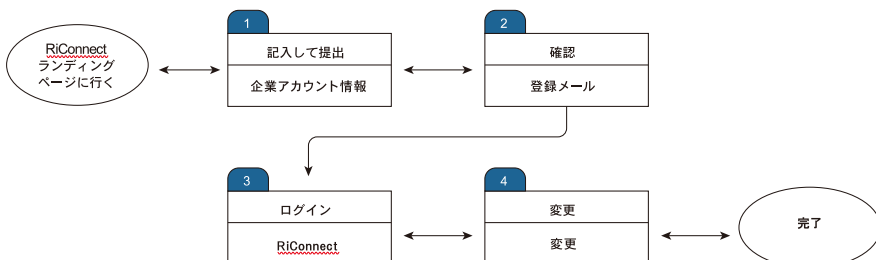 RiConnect
ランディング
ページに行く
1
記入して提出
企業アカウント情報
2
確認
登録メール
3
ログイン
RiConnect
4
変更
変更
完了